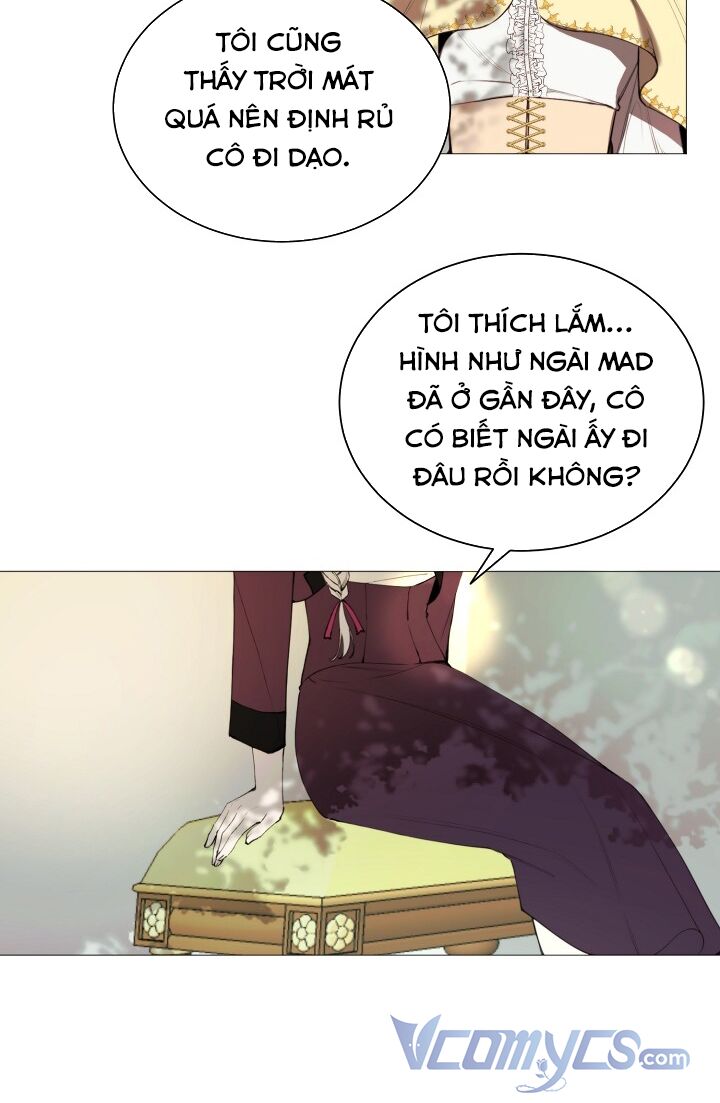 TÔI CŨNG
THẤY TRỜI MÁT
QUÁ NÊN ĐỊNH RỦ
CÔ ĐI DẠO.
TÔI THÍCH LẮM...
HÌNH NHƯ NGÀI MAD
ĐÃ Ở GẦN ĐÂY, CÔ
CÓ BIẾT NGÀI ẤY ĐI
ĐÂU RỒI KHÔNG?
VCOMYCS.com